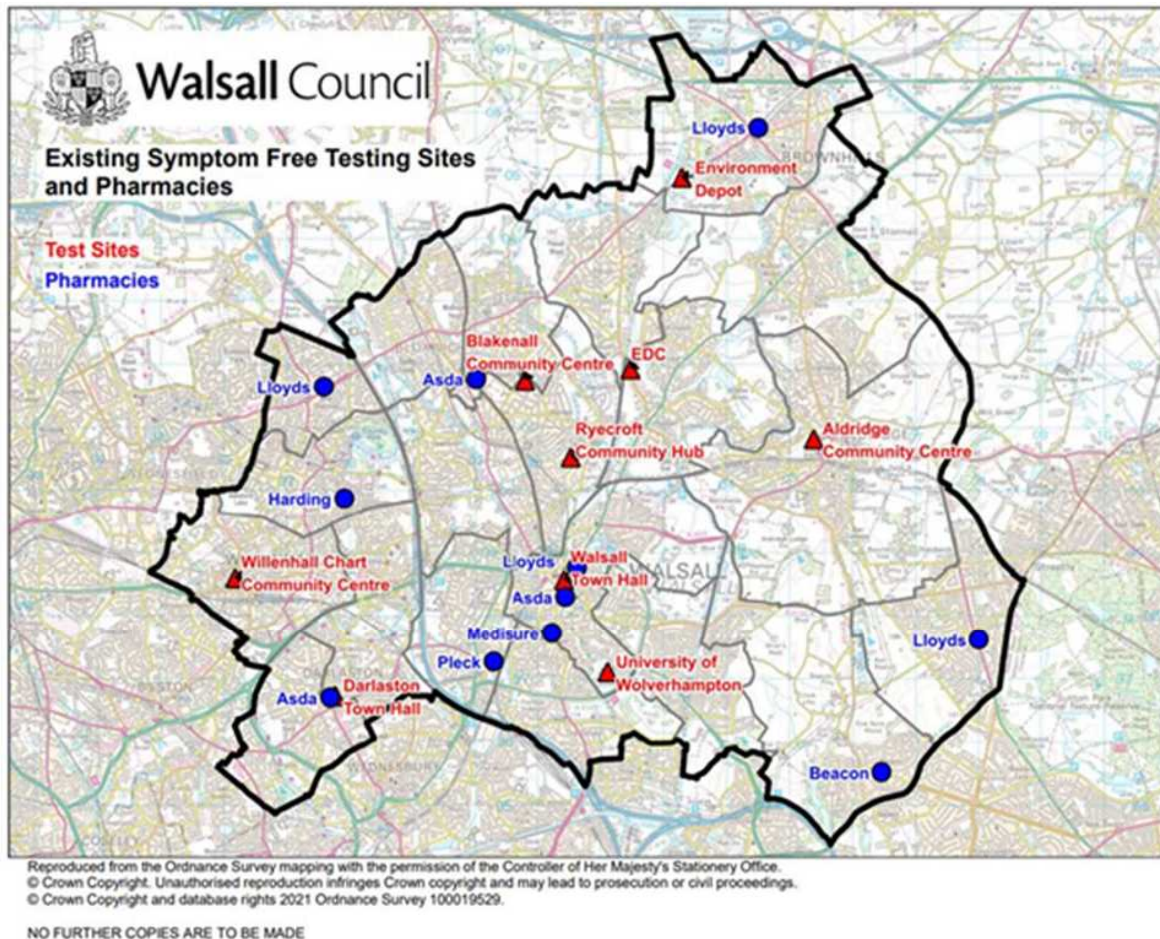 Walsall Council
Existing Symptom Free Testing Sites
and Pharmacies
Test Sites
Pharmacies
Lloyds
BROWNHILLS
Environment
Depot
Blakenall
Community Centre
EDC
Asda
Lloyds
Ryecroft
Community Hub
Aldridge
Community Centre
Harding
Willenhall Chart
Community Centre
Lloyds
Walsall
Town Hall
WALSALL
Asda
Medisure
Pleck
University of
Wolverhampton
Lloyds
Asda
Darlaston
Town Hall
WEDNESBURY
Beacon
COSELEY
Reproduced from the Ordnance Survey mapping with the permission of the Controller of Her Majesty's Stationery Office.
© Crown Copyright. Unauthorised reproduction infringes Crown copyright and may lead to prosecution or civil proceedings.
© Crown Copyright and database rights 2021 Ordnance Survey 100019529.
NO FURTHER COPIES ARE TO BE MADE